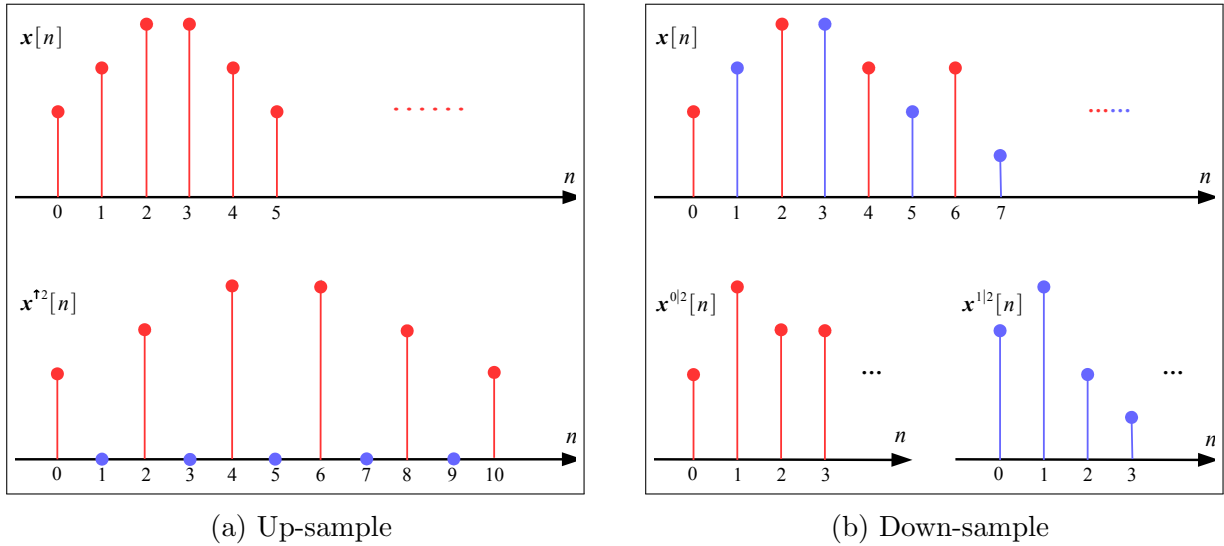 x[n]
n
0 1 2 3 4 5
x↑2[n]
n
0 1 2 3 4 5 6 7 8 9 10
(a) Up-sample
x[n]
n
0 1 2 3 4 5 6 7
x0|2[n]
...
n
0 1 2 3
x1|2[n]
...
n
0 1 2 3
(b) Down-sample